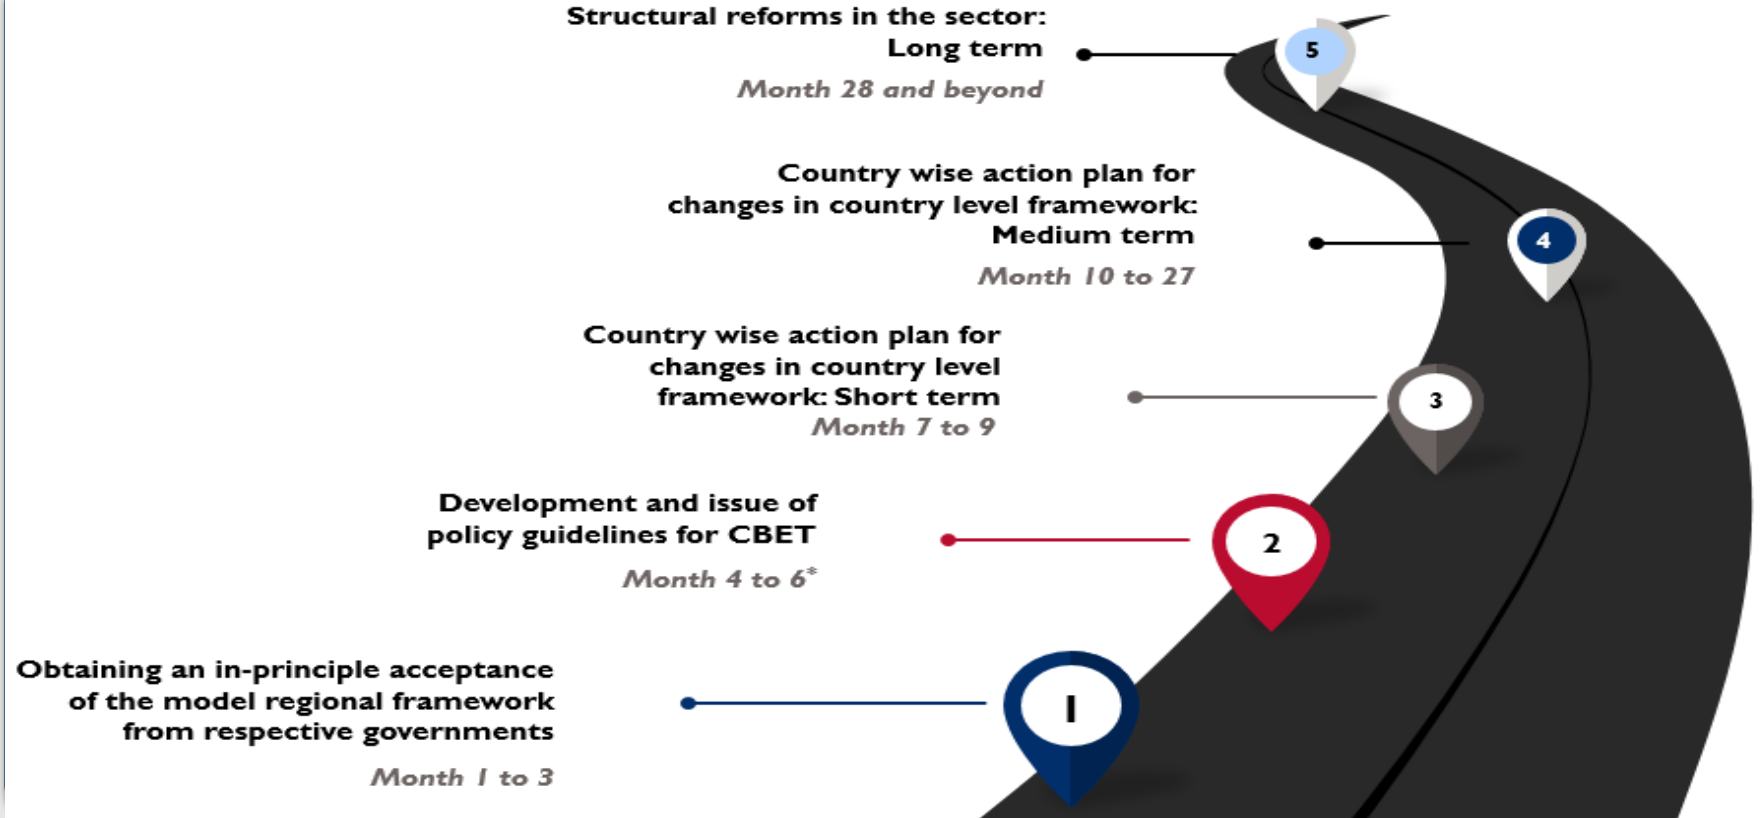 Structural reforms in the sector:
Long term
Month 28 and beyond
5
Country wise action plan for
changes in country level framework:
Medium term
Month 10 to 27
4
Country wise action plan for
changes in country level
framework: Short term
Month 7 to 9
3
Development and issue of
policy guidelines for CBET
Month 4 to 6*
2
Obtaining an in-principle acceptance
of the model regional framework
from respective governments
Month 1 to 3
1